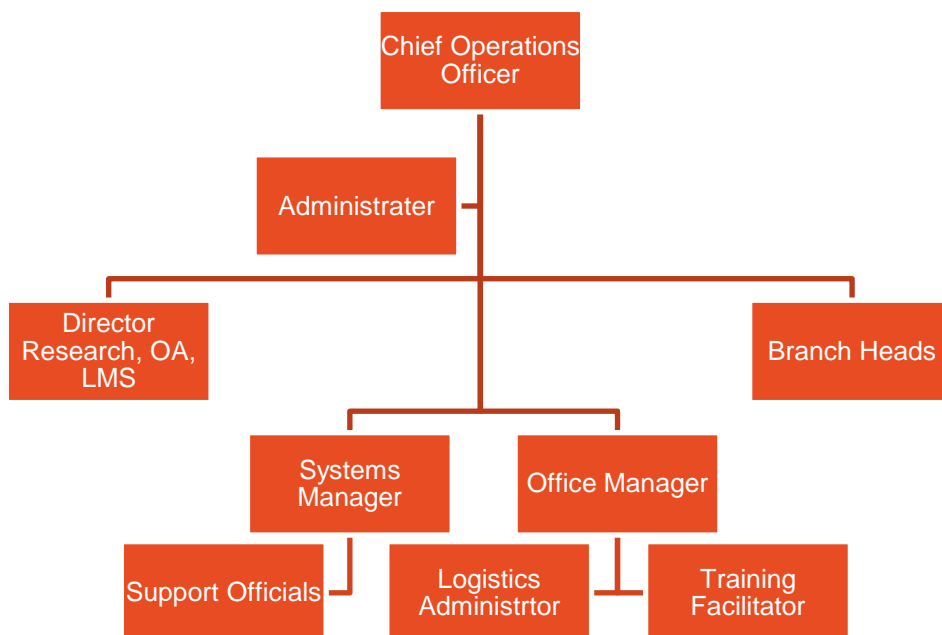 Chief Operations
Officer
Administrater
Director
Research, OA,
LMS
Branch Heads
Systems
Manager
Office Manager
Support Officials
Logistics
Administrtor
Training
Facilitator